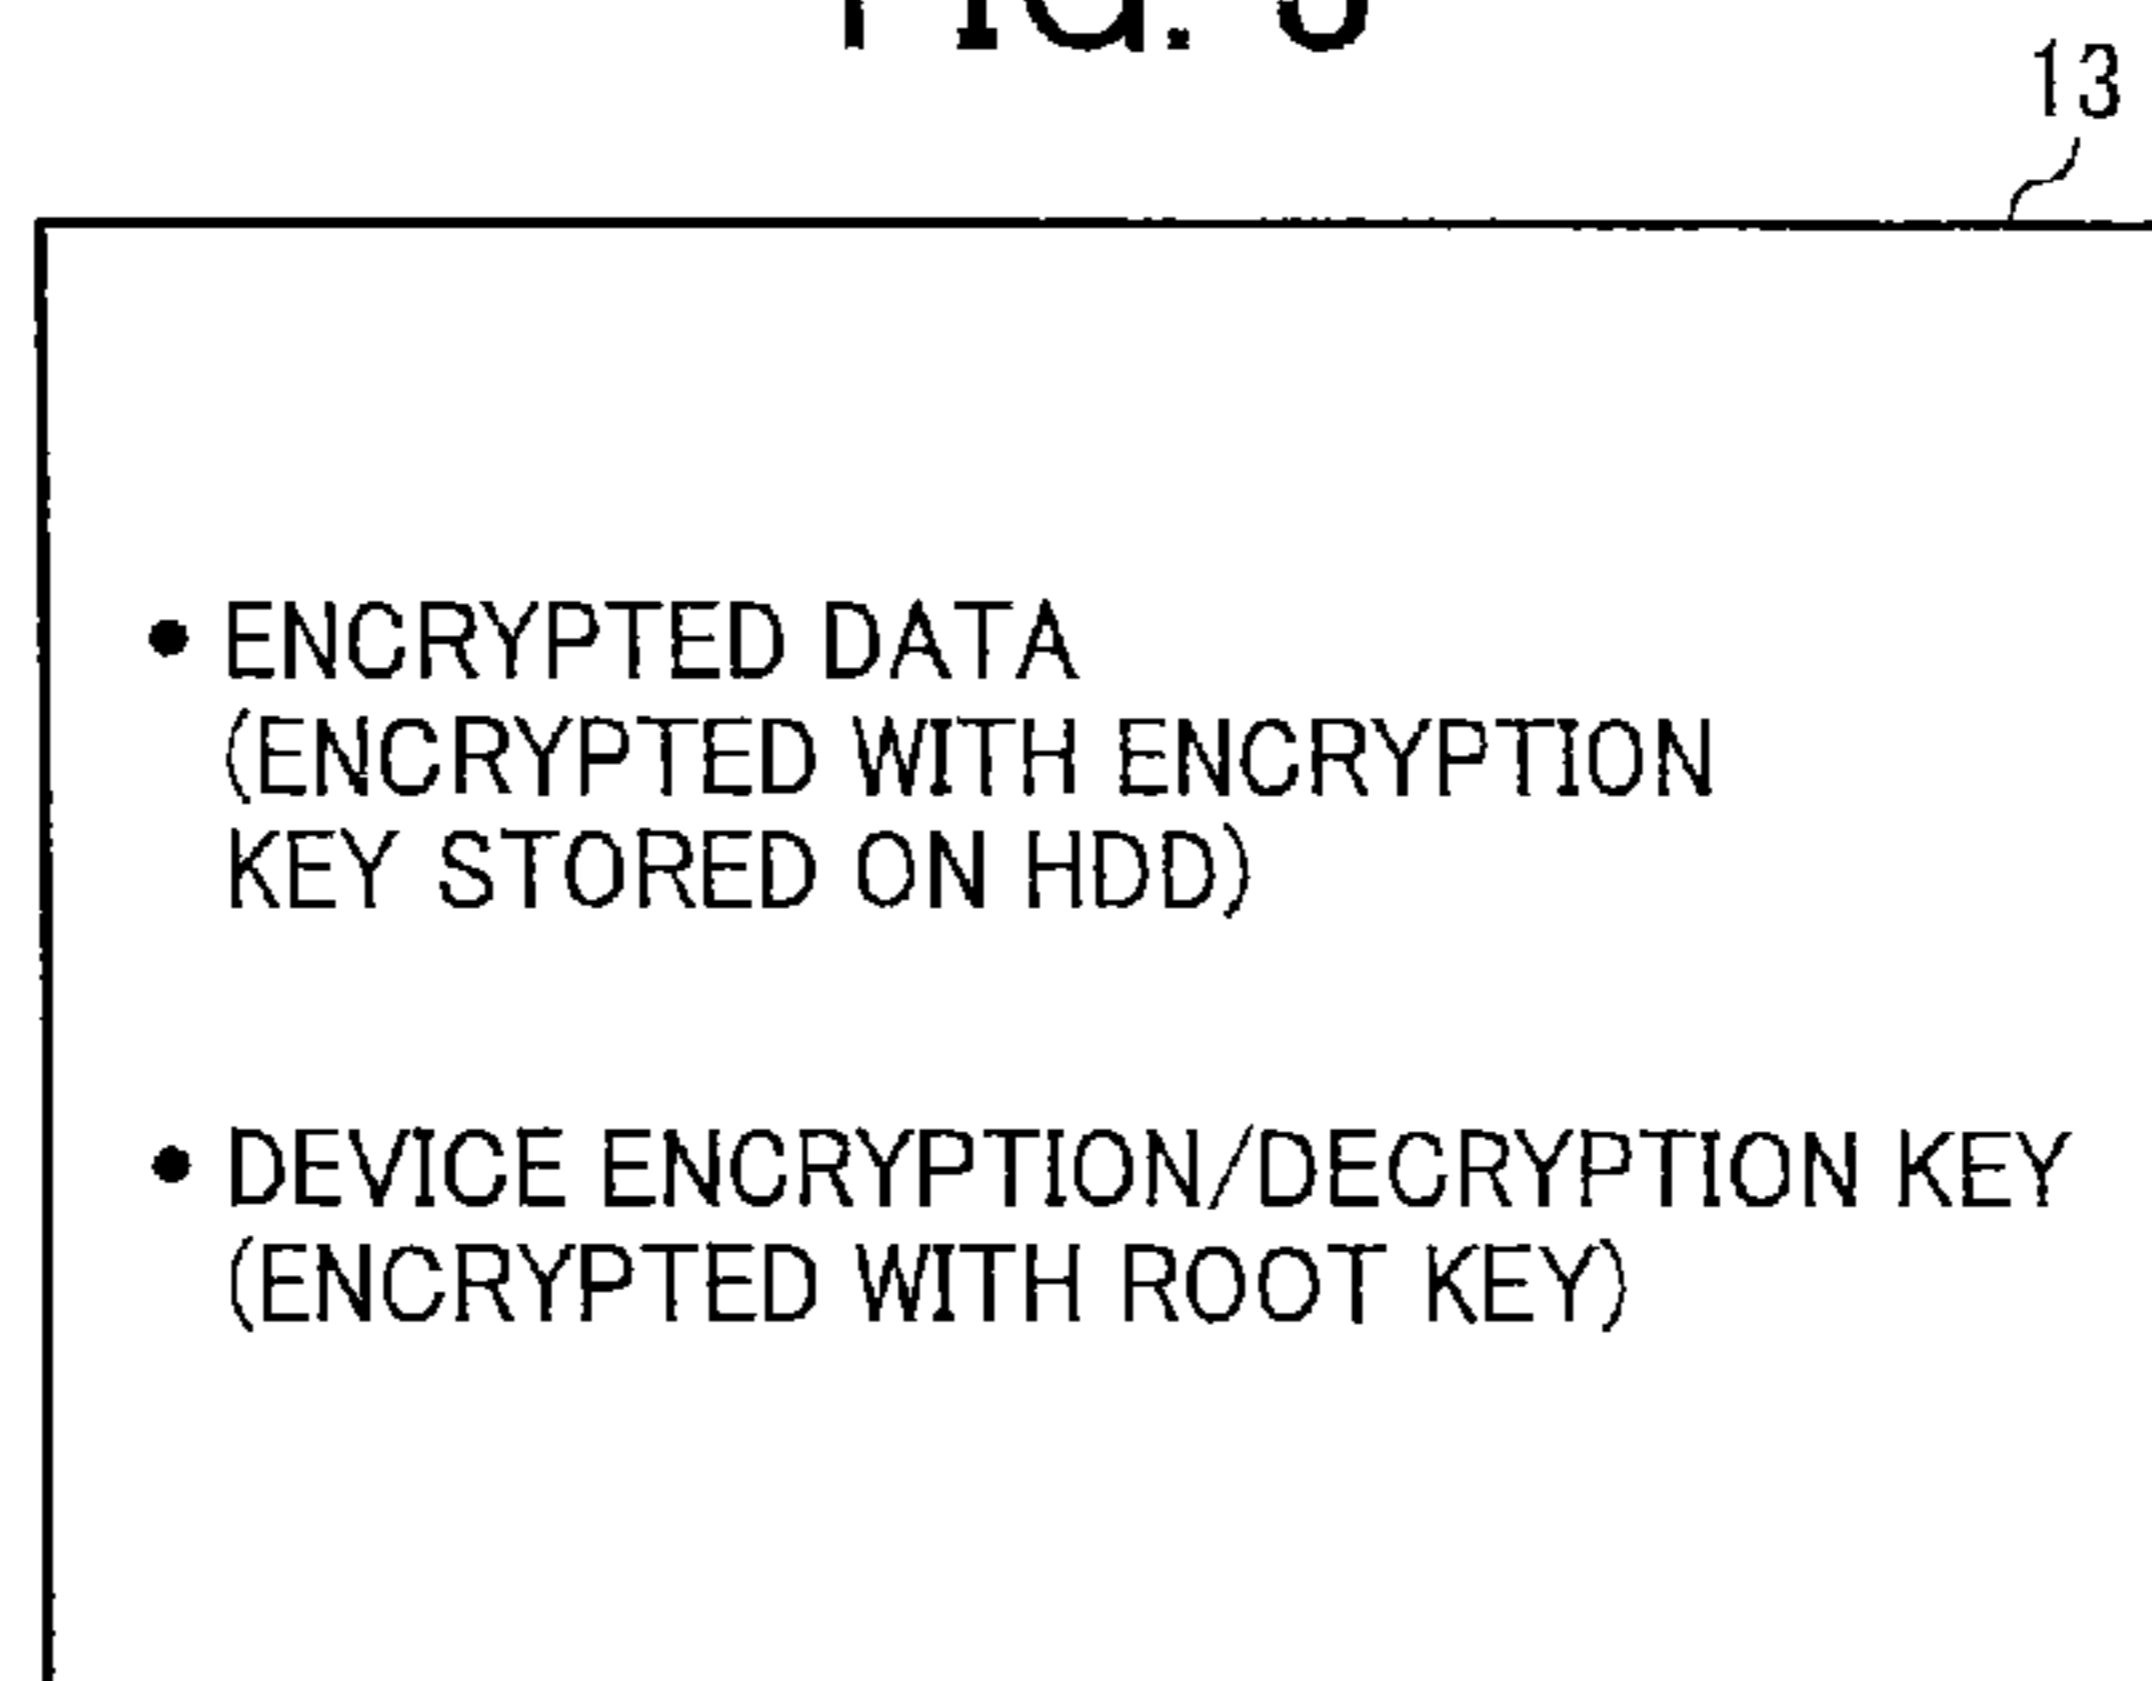 13
• ENCRYPTED DATA
(ENCRYPTED WITH ENCRYPTION
KEY STORED ON HDD)
• DEVICE ENCRYPTION/DECRYPTION KEY
(ENCRYPTED WITH ROOT KEY)